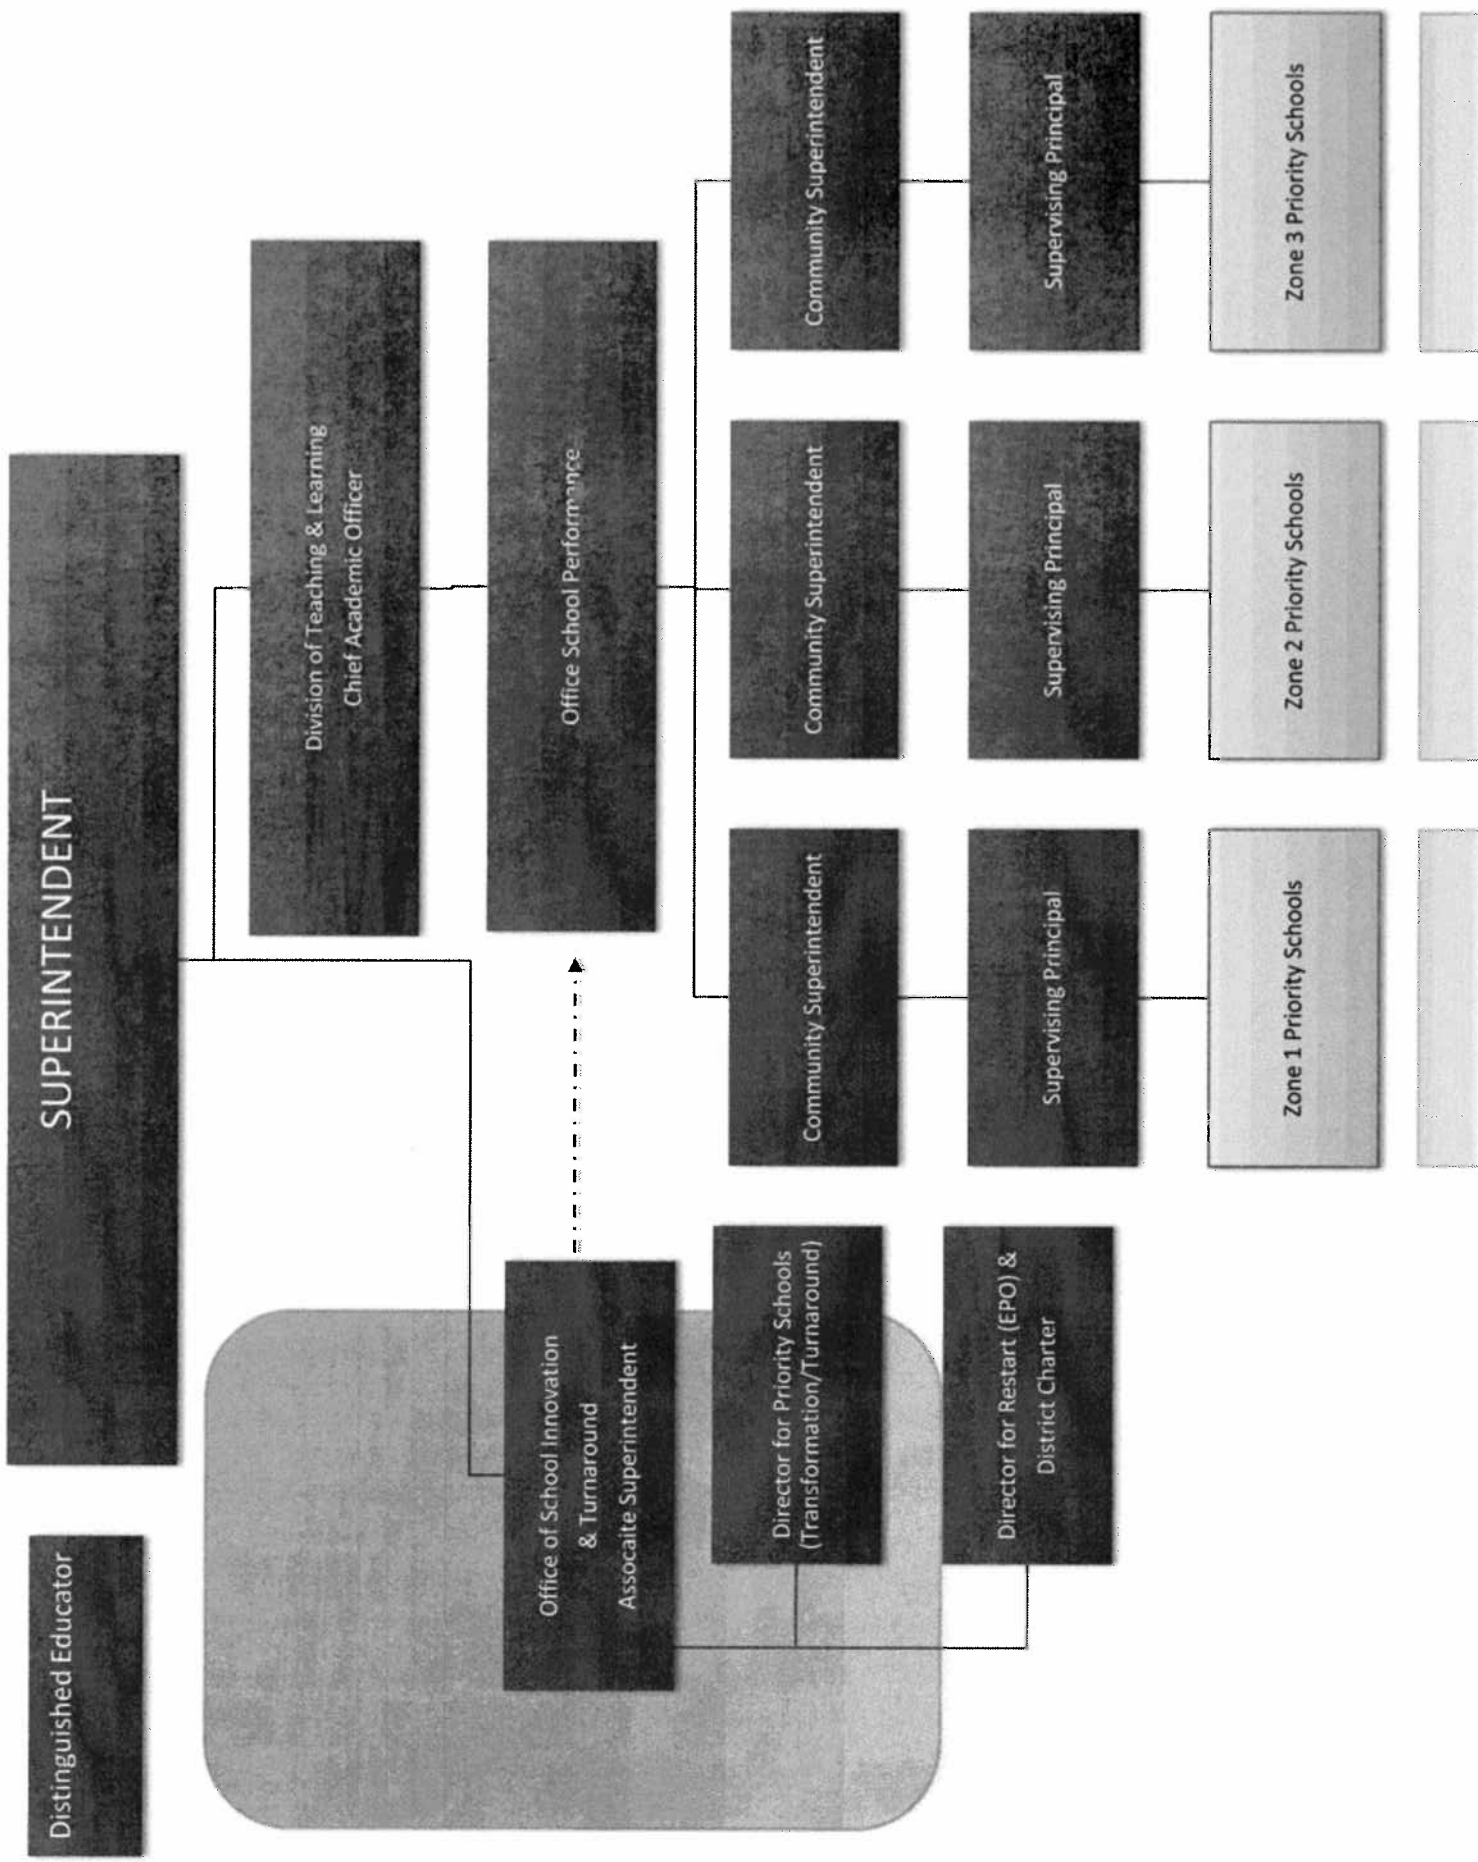 Distinguished Educator
SUPERINTENDENT
Division of Teaching & Learning
Chief Academic Officer
Office of School Innovation
& Turnaround
Assocaite Superintendent
Office School Performance
Director for Priority Schools
(Transformation/Turnaround)
Director for Restart (EPO) &
District Charter
Community Superintendent
Community Superintendent
Community Superintendent
Supervising Principal
Supervising Principal
Supervising Principal
Zone 1 Priority Schools
Zone 2 Priority Schools
Zone 3 Priority Schools